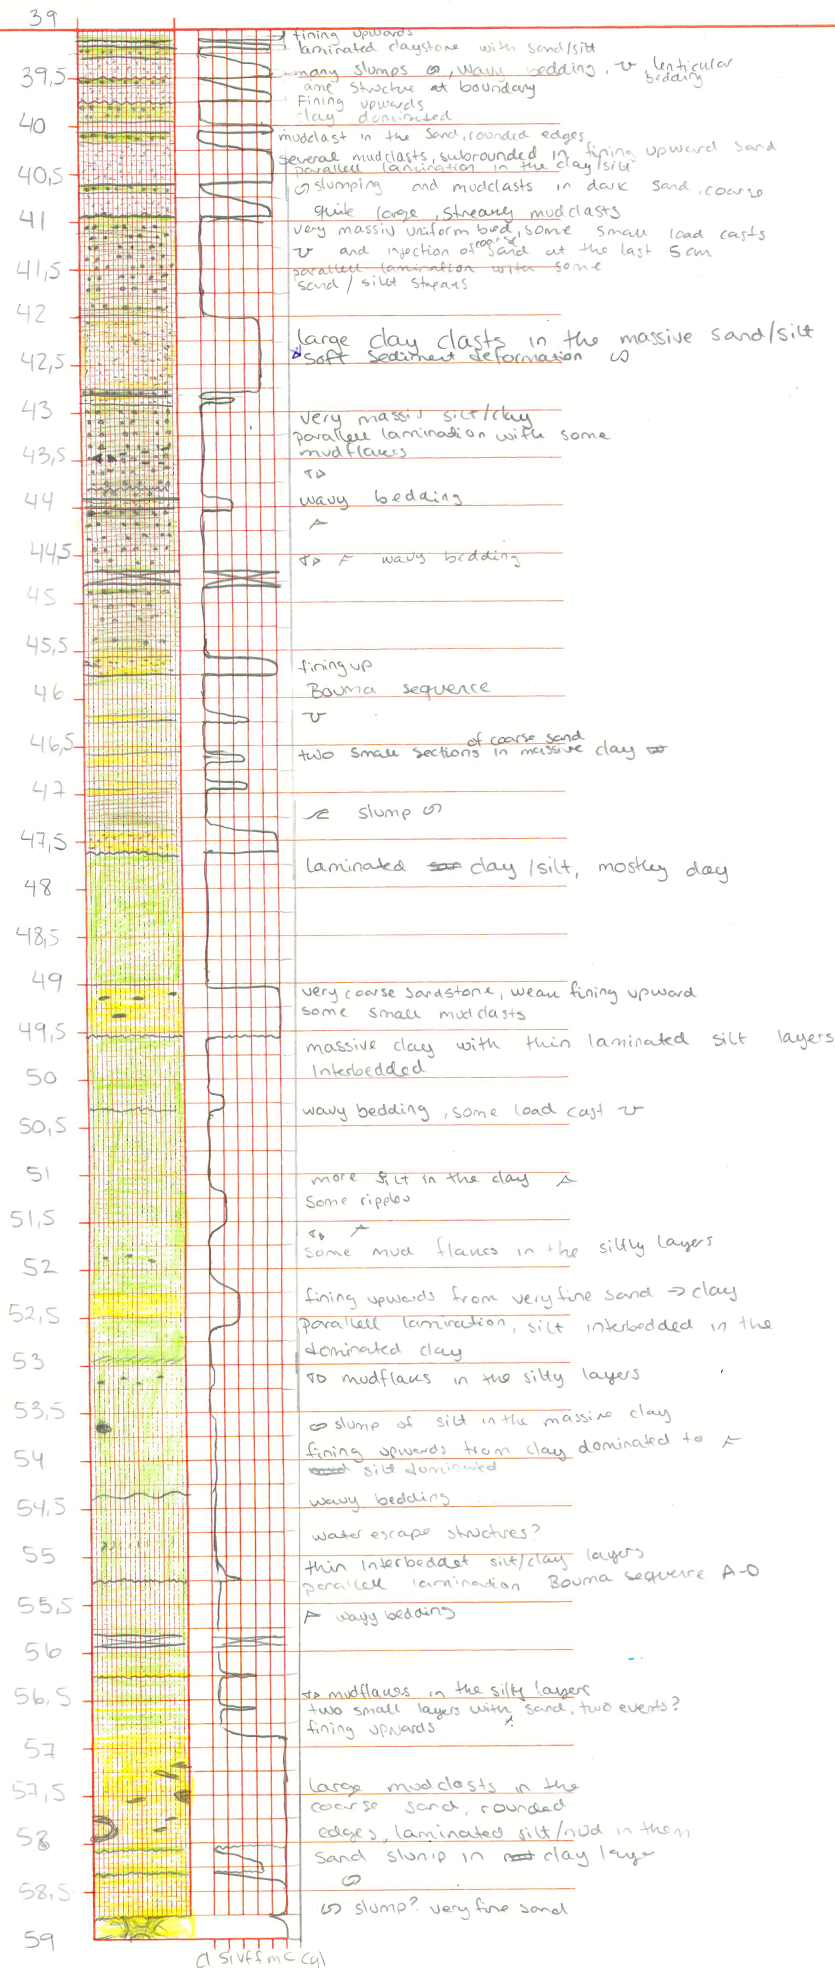 39
fining upwards
laminated claystone with sand/silt
39,5
many slumps, wavy bedding, lenticular bedding
structure at boundary
Fining upwards
clay dominated
40
mudclast in the sand, rounded edges
several mudclasts, subrounded in fining upward sand
parallell lamination in the clay/silt
40,5
slumping and mudclasts in dark sand, coarse
quite large, streany mudclasts
41
very massiv uniform bed, some small load casts
and injection of coarse sand at the last 5 cm
41,5
parallell lamination with some
sand / silt streaks
42
large clay clasts in the massive sand/silt
42,5
soft sediment deformation
43
very massiv silt/clay
parallell lamination with some
43,5
mudflakes
44
wavy bedding
44,5
wavy bedding
45
45,5
fining up
46
Bouma sequence
46,5
two small sections of coarse sand in massive clay
47
slump
47,5
laminated clay/silt, mostley clay
48
48,5
49
very coarse sandstone, weak fining upward
49,5
some small mudclasts
massive clay with thin laminated silt layers
50
Interbedded
50,5
wavy bedding, some load cast
51
more silt in the clay
some ripples
51,5
some mud flakes in the siltly layers
52
fining upwards from very fine sand → clay
52,5
parallell lamination, silt interbedded in the
dominated clay
53
mudflaks in the silty layers
53,5
slump of silt in the massive clay
fining upwards from clay dominated to
54
silt dominated
54,5
wavy bedding
water escape structures?
55
thin interbeddet silt/clay layers
parallell lamination Bouma sequence A-D
55,5
wavy bedding
56
mudflakes in the silty layers
56,5
two small layers with sand, two events?
fining upwards
57
57,5
Large mudclasts in the
coarse sand, rounded
58
edges, laminated silt/mud in them
sand slump in clay layer
58,5
slump? very fine sand
59
cl si vf f m c cgl